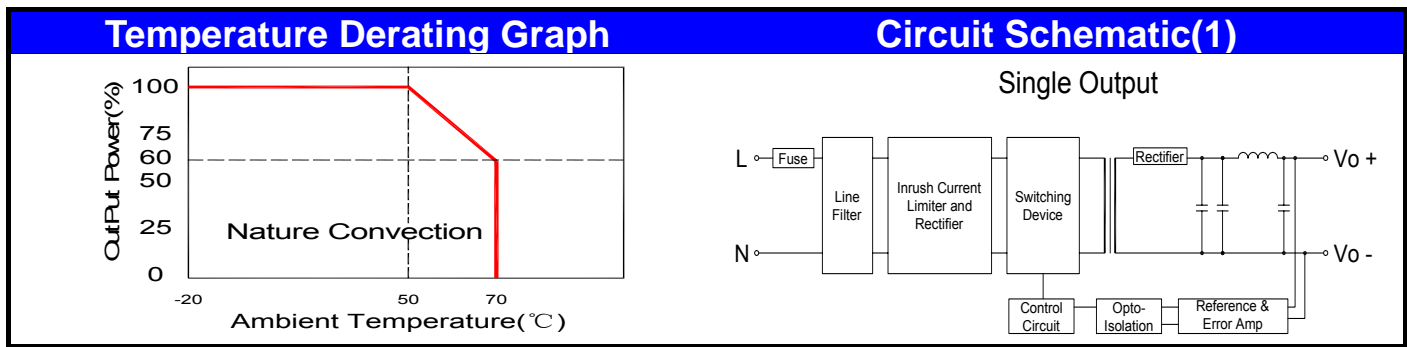 Temperature Derating Graph
Circuit Schematic(1)
OutPut Power(%)
100
75
60
50
25
0
Nature Convection
-20
50
70
Ambient Temperature(℃)
Single Output
L
Fuse
N
Line
Filter
Inrush Current
Limiter and
Rectifier
Switching
Device
Rectifier
Vo +
Vo -
Control
Circuit
Opto-
Isolation
Reference &
Error Amp